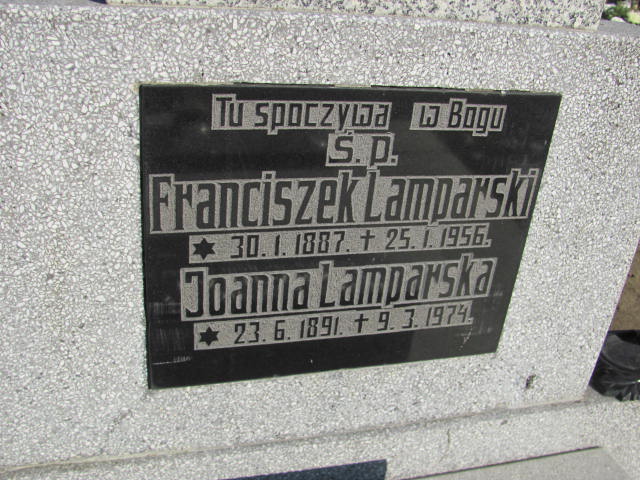 Tu spoczywa w Bogu
Ś.p.
Franciszek Lamparski
✶ 30.1.1887. ✝ 25.1.1956.
Joanna Lamparska
✶ 23.6.1891. ✝ 9.3.1974.